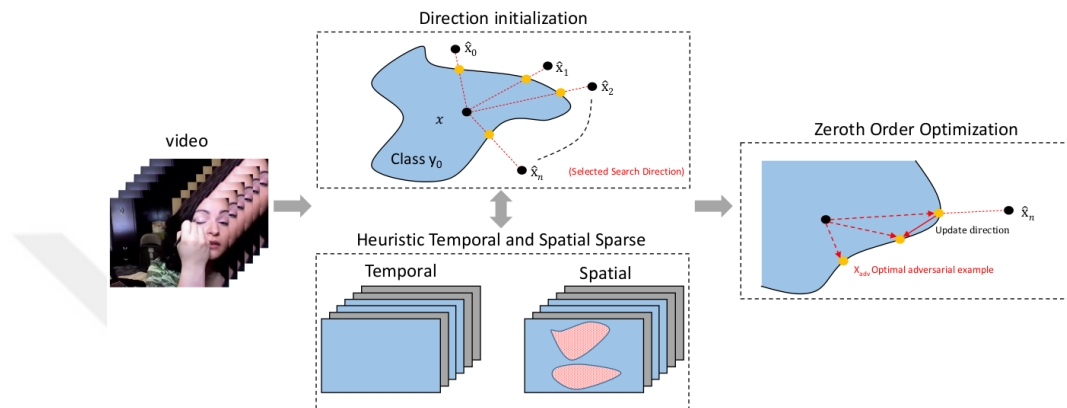 Direction initialization
x̂₀
x̂₁
x̂₂
x
Class y₀
x̂ₙ
(Selected Search Direction)
video
Heuristic Temporal and Spatial Sparse
Temporal
Spatial
Zeroth Order Optimization
x̂ₙ
Update direction
X_adv Optimal adversarial example